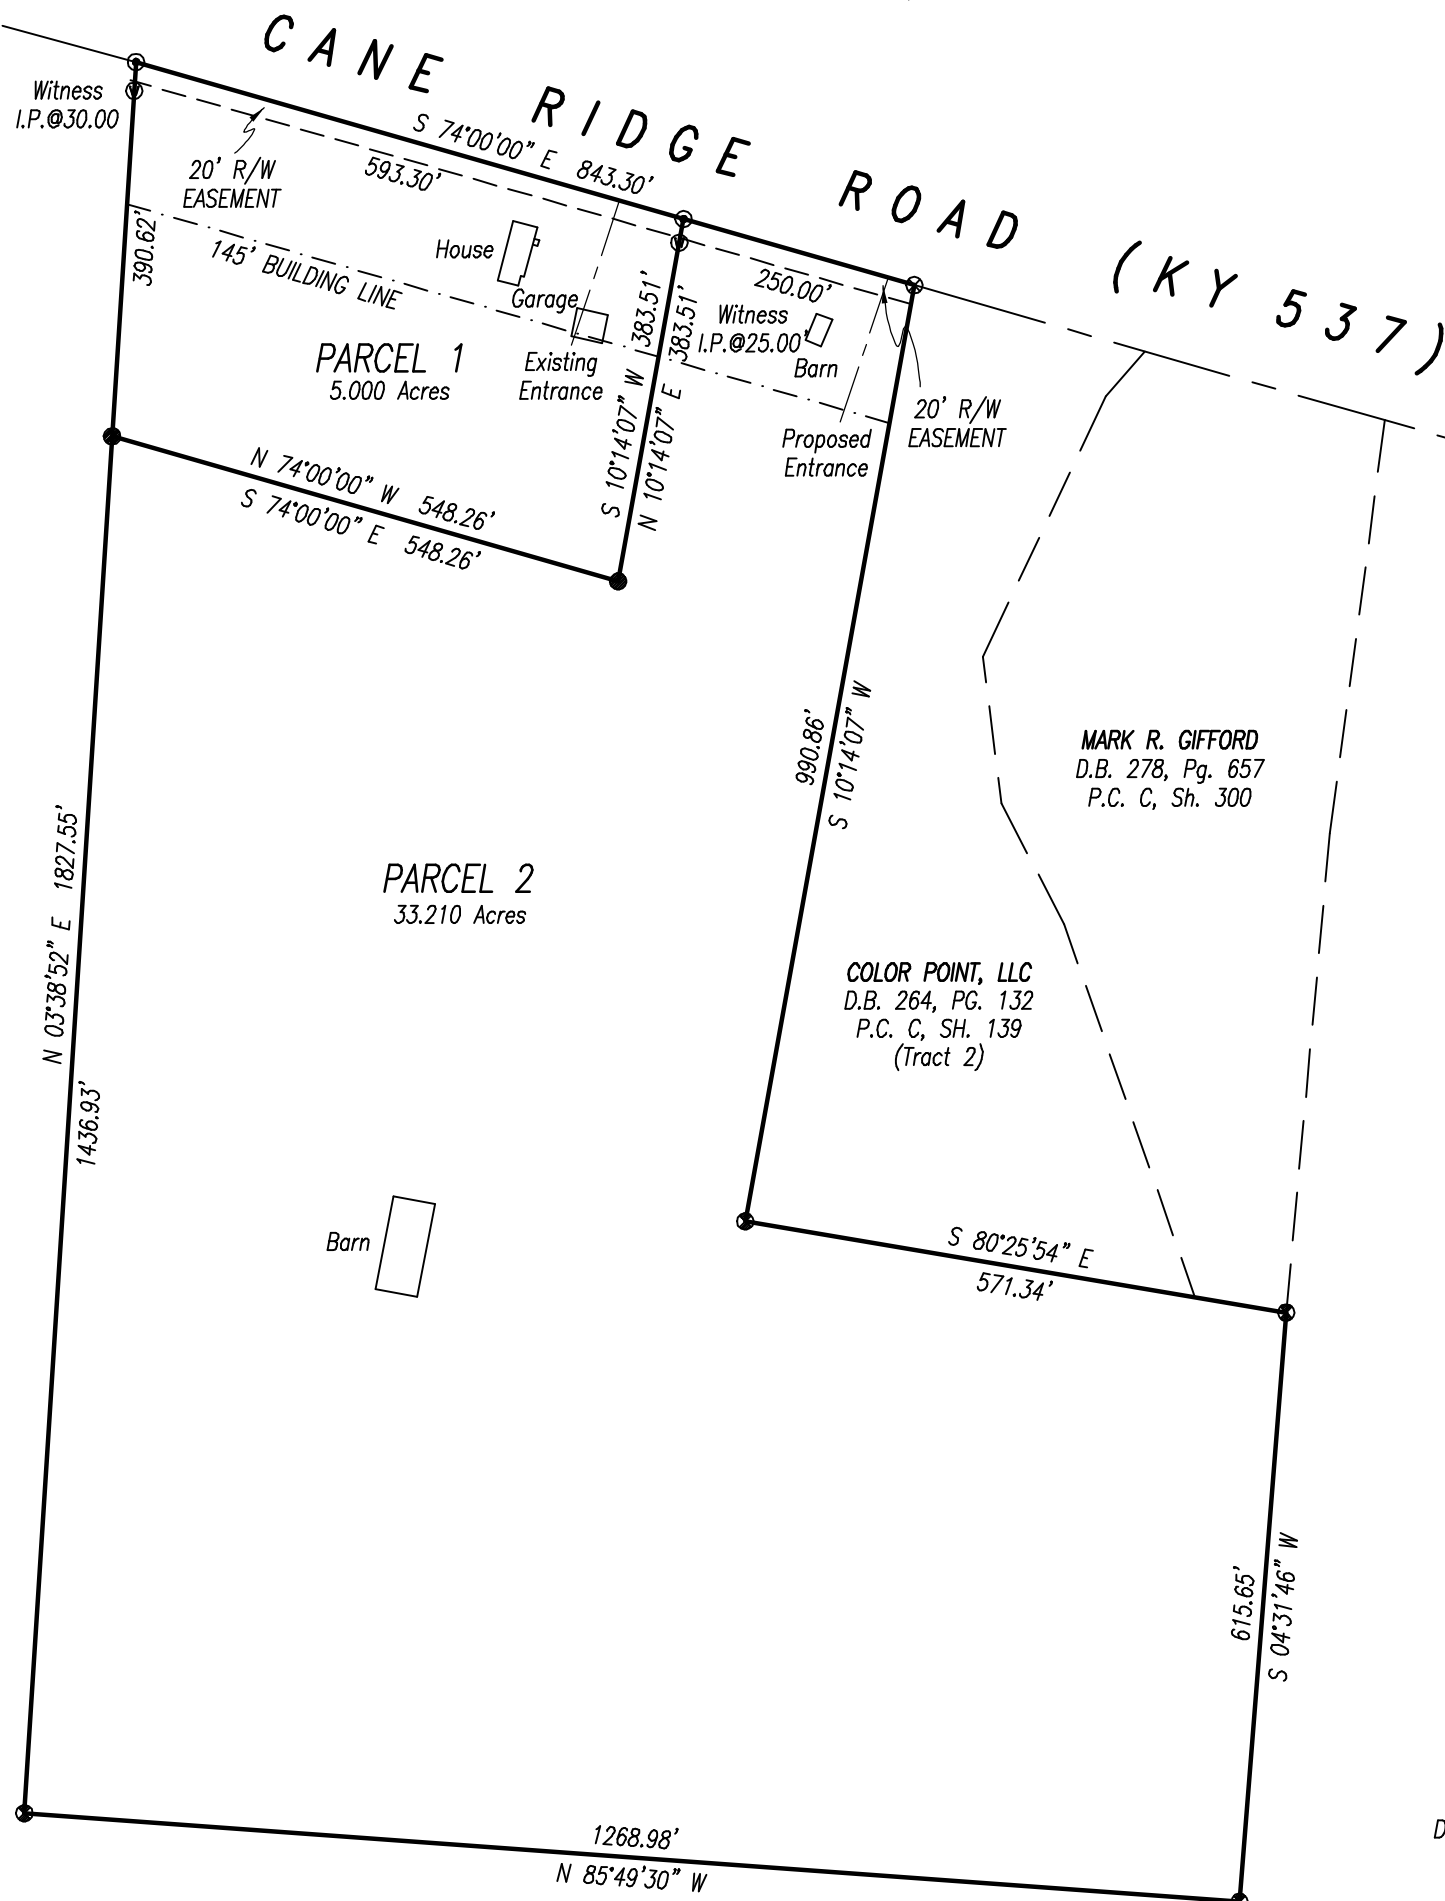 CANE RIDGE ROAD (KY 537)
Witness
I.P.@30.00
S 74°00'00" E 843.30'
593.30'
20' R/W
EASEMENT
390.62'
145' BUILDING LINE
House
Garage
PARCEL 1
5.000 Acres
Existing
Entrance
S 10°14'07" W 383.51'
N 10°14'07" E 383.51'
250.00'
Witness
I.P.@25.00'
Barn
Proposed
Entrance
20' R/W
EASEMENT
N 74°00'00" W 548.26'
S 74°00'00" E 548.26'
990.86'
S 10°14'07" W
MARK R. GIFFORD
D.B. 278, Pg. 657
P.C. C, Sh. 300
N 03°38'52" E 1827.55'
PARCEL 2
33.210 Acres
COLOR POINT, LLC
D.B. 264, PG. 132
P.C. C, SH. 139
(Tract 2)
1436.93'
Barn
S 80°25'54" E
571.34'
615.65'
S 04°31'46" W
1268.98'
N 85°49'30" W
D